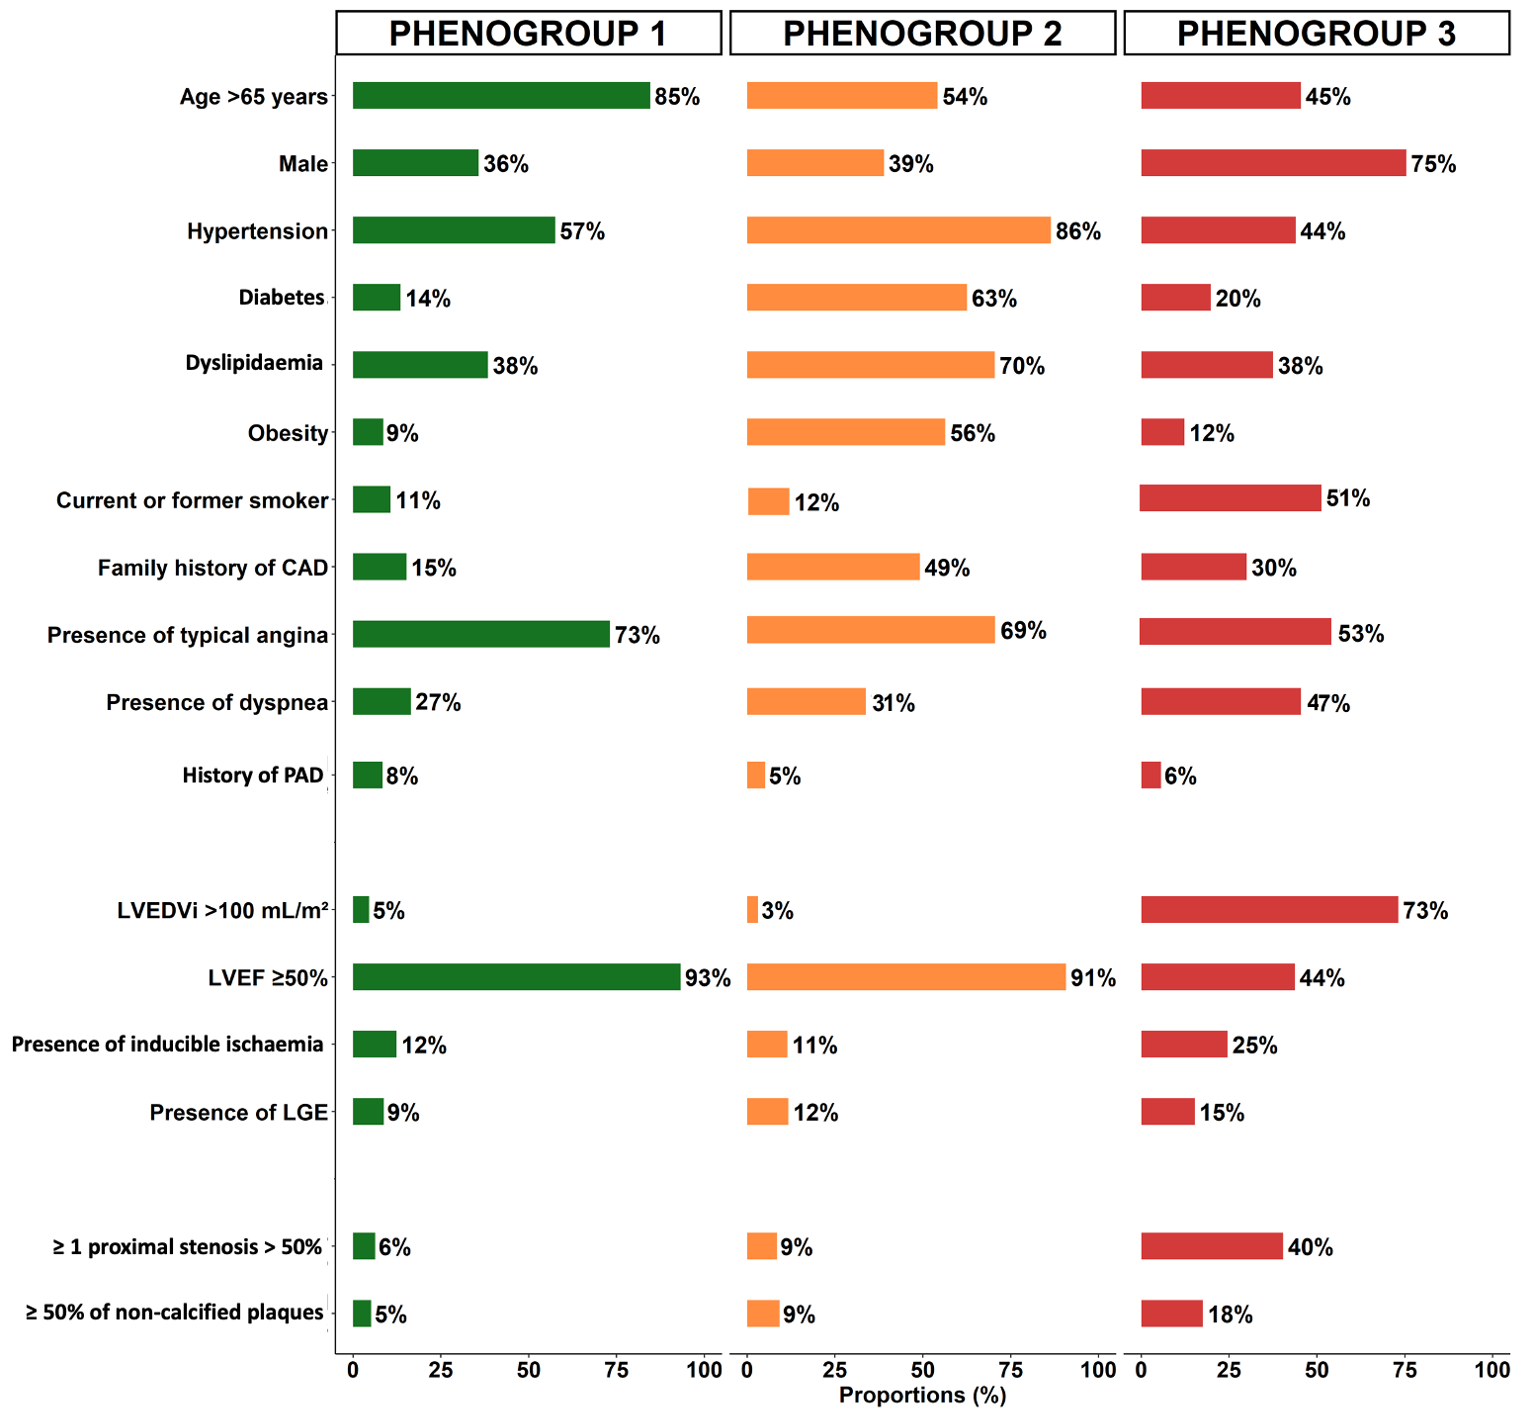 PHENOGROUP 1 PHENOGROUP 2 PHENOGROUP 3
Age >65 years 85% 54% 45%
Male 36% 39% 75%
Hypertension 57% 86% 44%
Diabetes 14% 63% 20%
Dyslipidaemia 38% 70% 38%
Obesity 9% 56% 12%
Current or former smoker 11% 12% 51%
Family history of CAD 15% 49% 30%
Presence of typical angina 73% 69% 53%
Presence of dyspnea 27% 31% 47%
History of PAD 8% 5% 6%
LVEDVi >100 mL/m² 5% 3% 73%
LVEF ≥50% 93% 91% 44%
Presence of inducible ischaemia 12% 11% 25%
Presence of LGE 9% 12% 15%
≥ 1 proximal stenosis > 50% 6% 9% 40%
≥ 50% of non-calcified plaques 5% 9% 18%
0 25 50 75 100 0 25 50 75 100 0 25 50 75 100
Proportions (%)